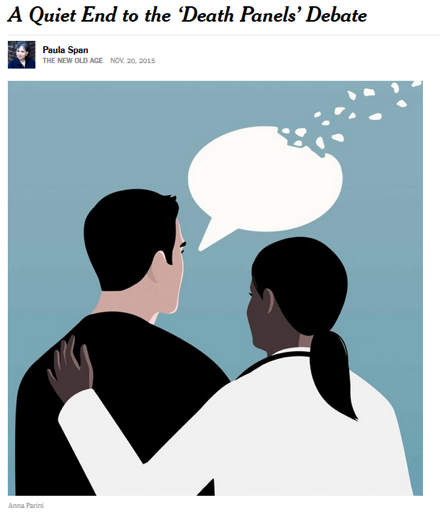 A Quiet End to the ‘Death Panels’ Debate
Paula Span
THE NEW OLD AGE NOV. 20, 2015
Anna Parini